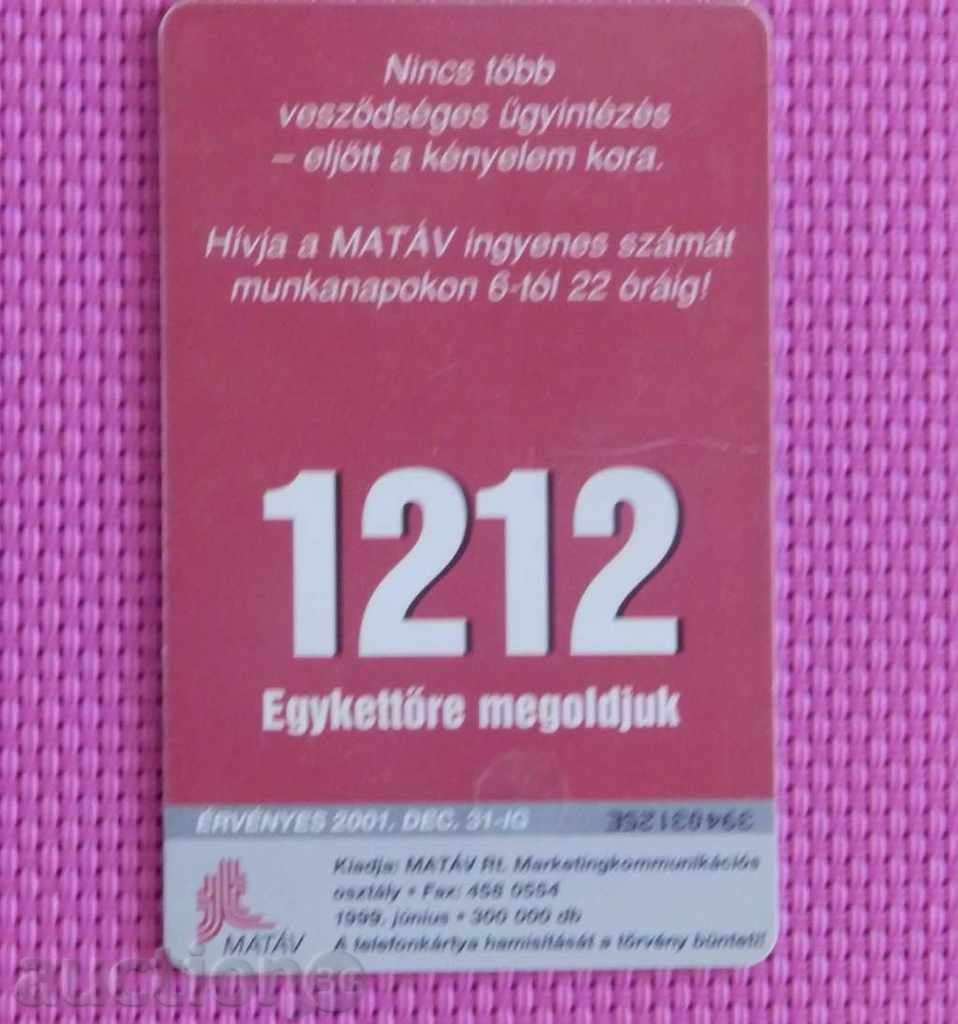 Nincs több
vesződséges ügyintézés
– eljött a kényelem kora.
Hívja a MATÁV ingyenes számát
munkanapokon 6-tól 22 óráig!
1212
Egykettőre megoldjuk
ÉRVÉNYES 2001. DEC. 31-IG
Kiadja: MATÁV Rt. Marketingkommunikációs
osztály • Fax: 458 0554
1999. június • 300 000 db
MATÁV A telefonkártya hamisítását a törvény bünteti!